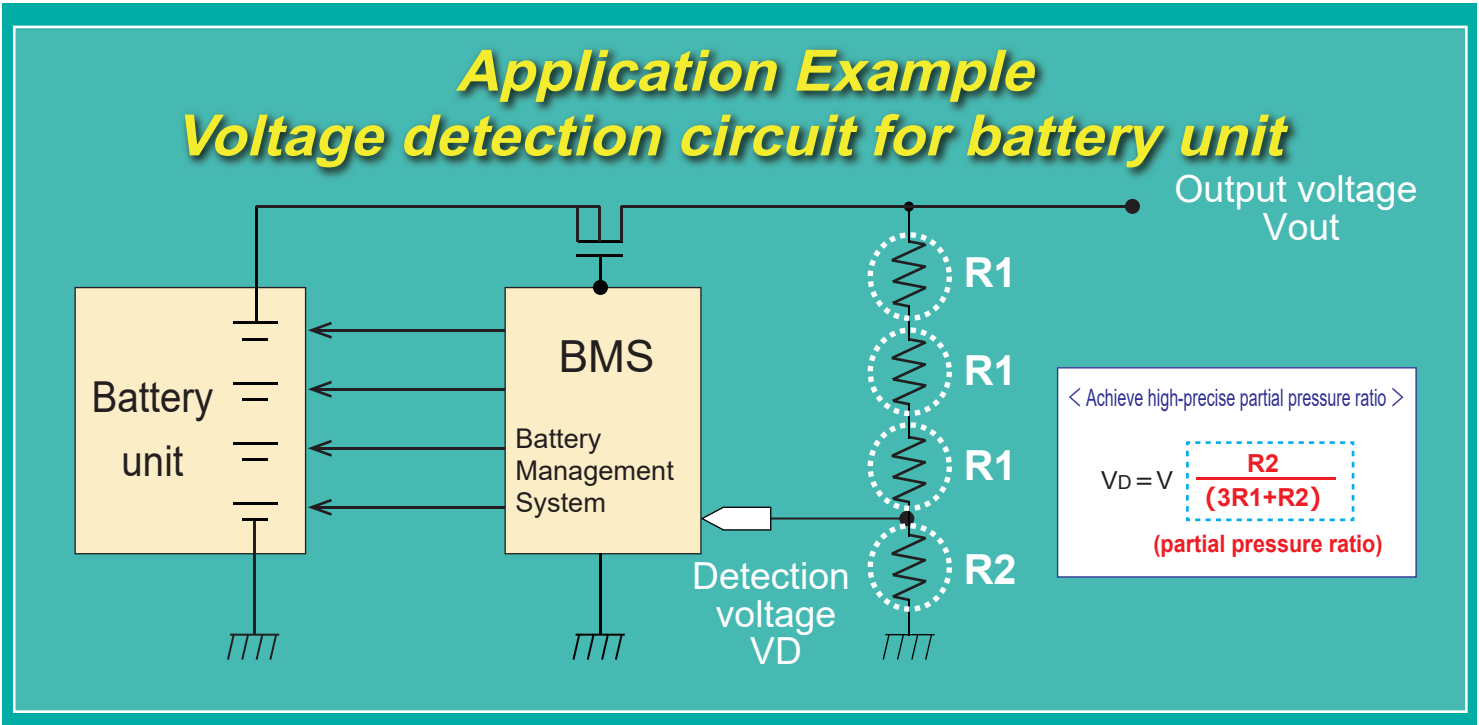 Application Example
Voltage detection circuit for battery unit
Output voltage
Vout
R1
R1
R1
R2
Battery
unit
BMS
Battery
Management
System
Detection
voltage
VD
< Achieve high-precise partial pressure ratio >
VD=V R2
(3R1+R2)
(partial pressure ratio)